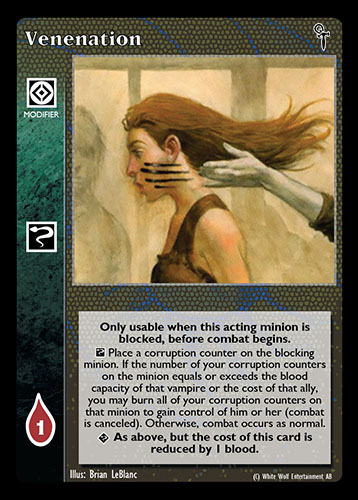 Venenation
MODIFIER
Only usable when this acting minion is
blocked, before combat begins.
Place a corruption counter on the blocking
minion. If the number of your corruption counters
on the minion equals or exceeds the blood
capacity of that vampire or the cost of that ally,
you may burn all of your corruption counters on
that minion to gain control of him or her (combat
is canceled). Otherwise, combat occurs as normal.
As above, but the cost of this card is
reduced by 1 blood.
1
Illus: Brian LeBlanc (C) White Wolf Entertainment AB